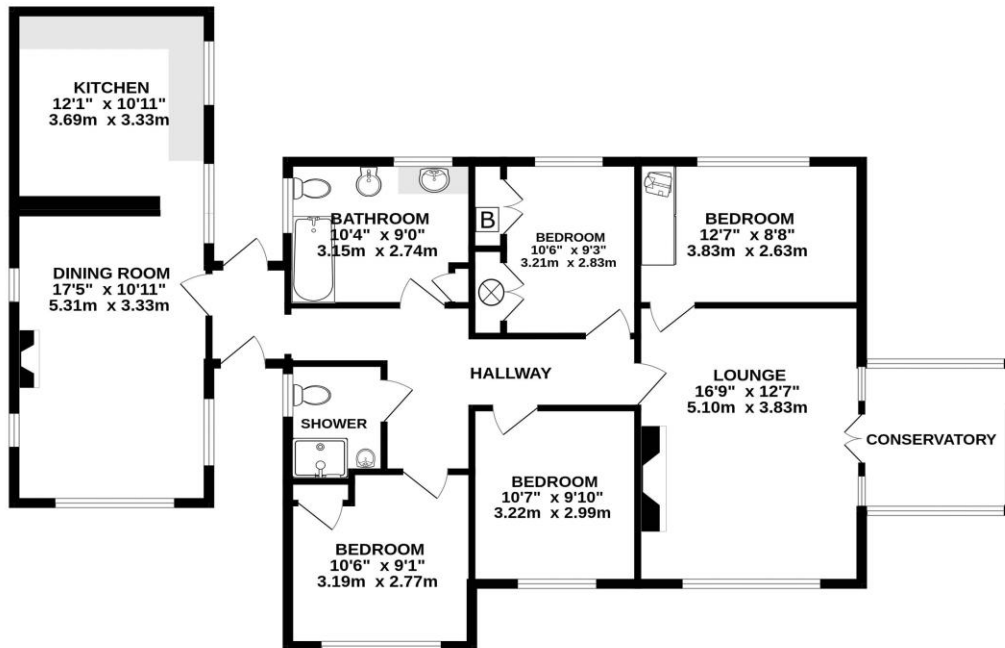 KITCHEN
12'1" x 10'11"
3.69m x 3.33m
BATHROOM
10'4" x 9'0"
3.15m x 2.74m
B
BEDROOM
10'6" x 9'3"
3.21m x 2.83m
BEDROOM
12'7" x 8'8"
3.83m x 2.63m
DINING ROOM
17'5" x 10'11"
5.31m x 3.33m
HALLWAY
LOUNGE
16'9" x 12'7"
5.10m x 3.83m
CONSERVATORY
SHOWER
BEDROOM
10'7" x 9'10"
3.22m x 2.99m
BEDROOM
10'6" x 9'1"
3.19m x 2.77m